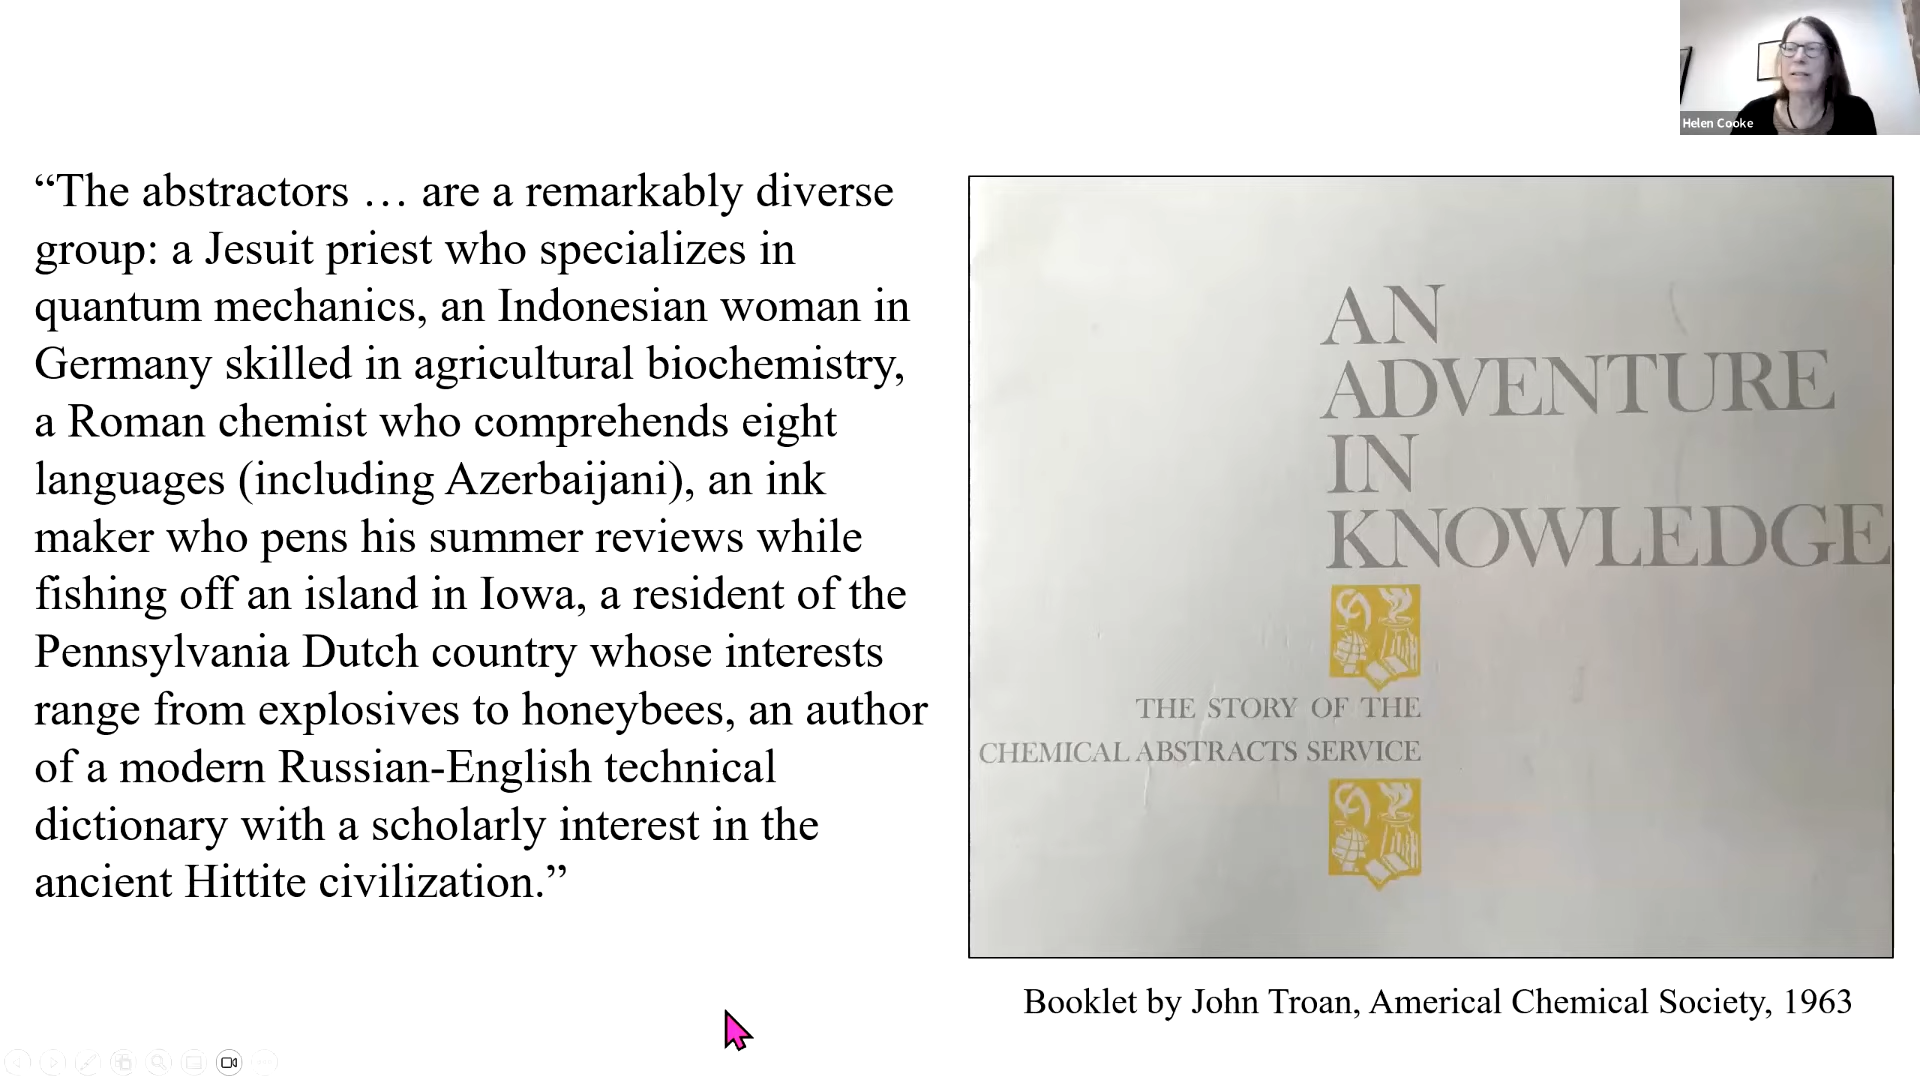 Helen Cooke
“The abstractors … are a remarkably diverse
group: a Jesuit priest who specializes in
quantum mechanics, an Indonesian woman in
Germany skilled in agricultural biochemistry,
a Roman chemist who comprehends eight
languages (including Azerbaijani), an ink
maker who pens his summer reviews while
fishing off an island in Iowa, a resident of the
Pennsylvania Dutch country whose interests
range from explosives to honeybees, an author
of a modern Russian-English technical
dictionary with a scholarly interest in the
ancient Hittite civilization.”
AN
ADVENTURE
IN
KNOWLEDGE
THE STORY OF THE
CHEMICAL ABSTRACTS SERVICE
Booklet by John Troan, Americal Chemical Society, 1963